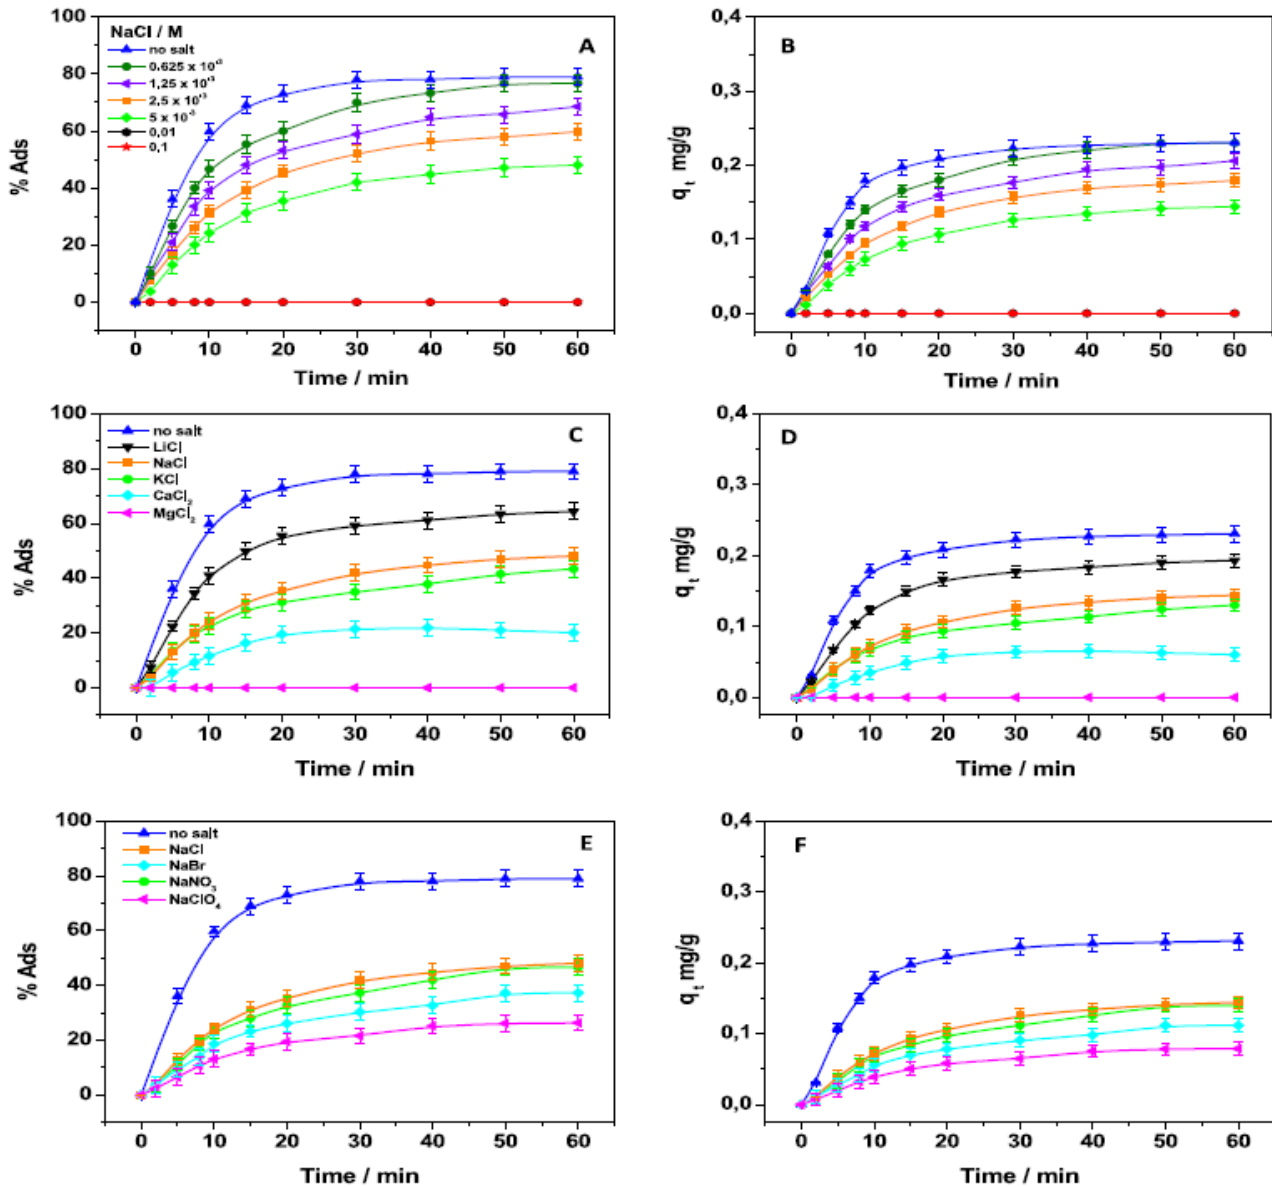 100
80
60
40
20
0
% Ads
NaCl / M
no salt
0,625 x 10⁻³
1,25 x 10⁻³
2,5 x 10⁻³
5 x 10⁻³
0,01
0,1
A
0 10 20 30 40 50 60
Time / min
0,4
0,3
0,2
0,1
0,0
qₜ mg/g
B
0 10 20 30 40 50 60
Time / min
100
80
60
40
20
0
% Ads
no salt
LiCl
NaCl
KCl
CaCl₂
MgCl₂
C
0 10 20 30 40 50 60
Time / min
0,4
0,3
0,2
0,1
0,0
qₜ mg/g
D
0 10 20 30 40 50 60
Time / min
100
80
60
40
20
0
% Ads
no salt
NaCl
NaBr
NaNO₃
NaClO₄
E
0 10 20 30 40 50 60
Time / min
0,4
0,3
0,2
0,1
0,0
qₜ mg/g
F
0 10 20 30 40 50 60
Time / min